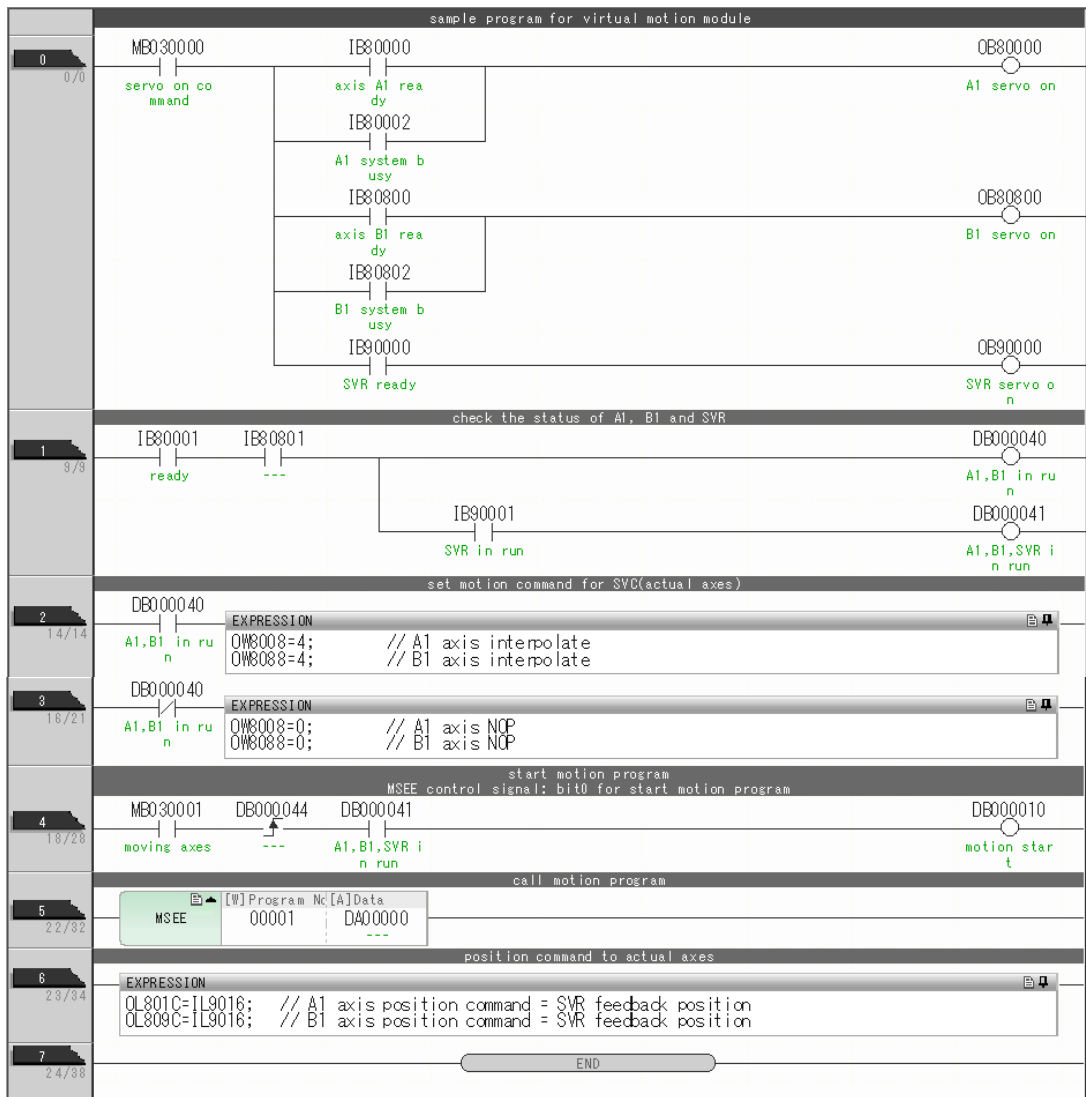 sample program for virtual motion module
0
0/0
MB030000
IB80000
OB80000
servo on co
mmand
axis A1 rea
dy
A1 servo on
IB80002
A1 system b
usy
IB80800
OB80800
axis B1 rea
dy
B1 servo on
IB80802
B1 system b
usy
IB90000
OB90000
SVR ready
SVR servo o
n
check the status of A1, B1 and SVR
1
9/9
IB80001
IB80801
DB000040
ready
---
A1,B1 in ru
n
IB90001
DB000041
SVR in run
A1,B1,SVR i
n run
set motion command for SVC(actual axes)
2
14/14
DB000040
A1,B1 in ru
n
EXPRESSION
OW8008=4; // A1 axis interpolate
OW8088=4; // B1 axis interpolate
3
16/21
DB000040
A1,B1 in ru
n
EXPRESSION
OW8008=0; // A1 axis NOP
OW8088=0; // B1 axis NOP
start motion program
MSEE control signal: bit0 for start motion program
4
18/28
MB030001
DB000044
DB000041
DB000010
moving axes
---
A1,B1,SVR i
n run
motion star
t
call motion program
5
22/32
MSEE
[W]Program No
[A]Data
00001
DA00000
---
position command to actual axes
6
23/34
EXPRESSION
OL801C=IL9016; // A1 axis position command = SVR feedback position
OL809C=IL9016; // B1 axis position command = SVR feedback position
7
24/38
END